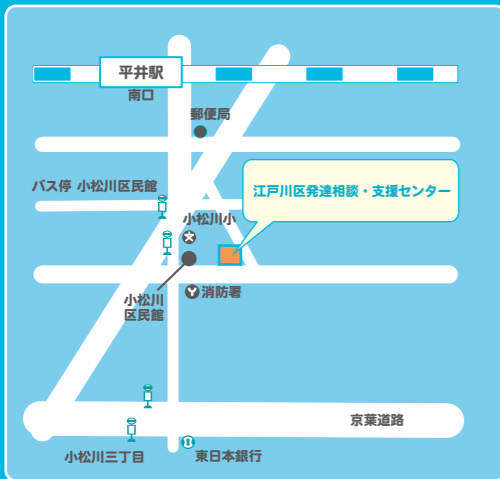 平井駅
南口
郵便局
バス停 小松川区民館
江戸川区発達相談・支援センター
小松川小
小松川
区民館
消防署
京葉道路
小松川三丁目
東日本銀行